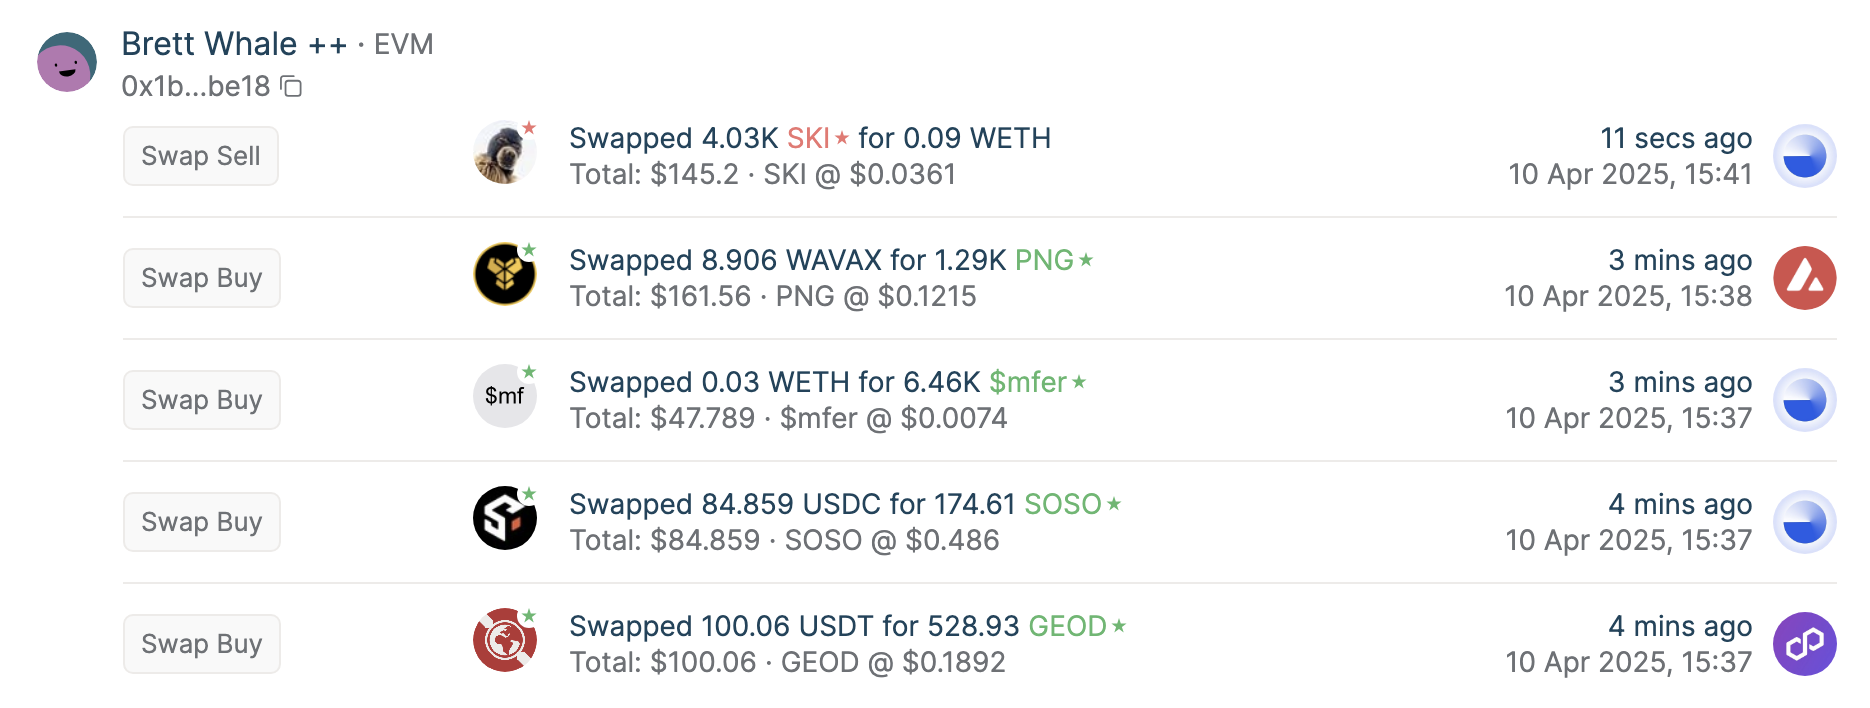 Brett Whale ++ · EVM
0x1b...be18
Swap Sell
Swapped 4.03K SKI★ for 0.09 WETH
Total: $145.2 · SKI @ $0.0361
11 secs ago
10 Apr 2025, 15:41
Swap Buy
Swapped 8.906 WAVAX for 1.29K PNG★
Total: $161.56 · PNG @ $0.1215
3 mins ago
10 Apr 2025, 15:38
Swap Buy
$mf
Swapped 0.03 WETH for 6.46K $mfer★
Total: $47.789 · $mfer @ $0.0074
3 mins ago
10 Apr 2025, 15:37
Swap Buy
Swapped 84.859 USDC for 174.61 SOSO★
Total: $84.859 · SOSO @ $0.486
4 mins ago
10 Apr 2025, 15:37
Swap Buy
Swapped 100.06 USDT for 528.93 GEOD★
Total: $100.06 · GEOD @ $0.1892
4 mins ago
10 Apr 2025, 15:37